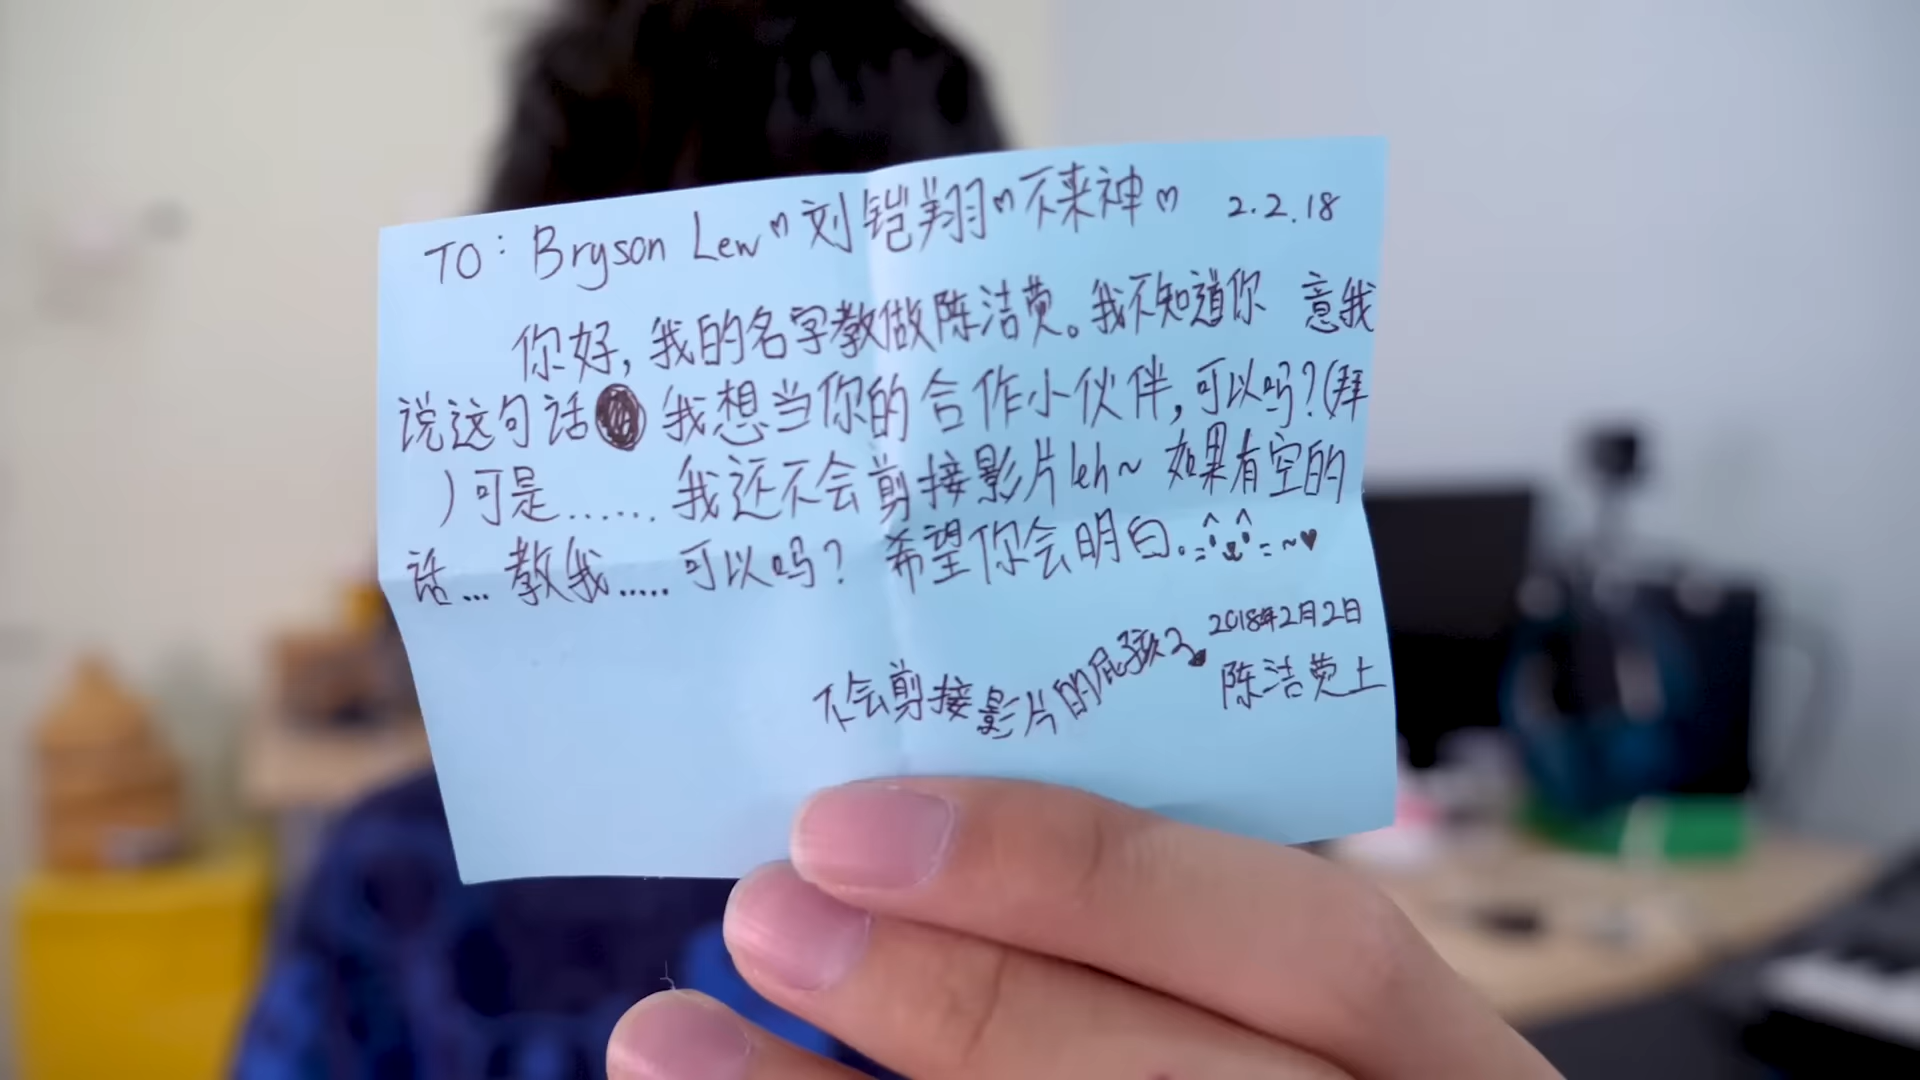 TO: Bryson Lew ♡刘铠翔♡不来神♡ 2.2.18
你好,我的名字教做陈洁莹。我不知道你 意我
说这句话 我想当你的合作小伙伴,可以吗?(拜
)可是...... 我还不会剪接影片leh~ 如果有空的
话... 教我..... 可以吗? 希望你会明白. ~♥
2018年2月2日
不会剪接影片的屁孩
陈洁莹上